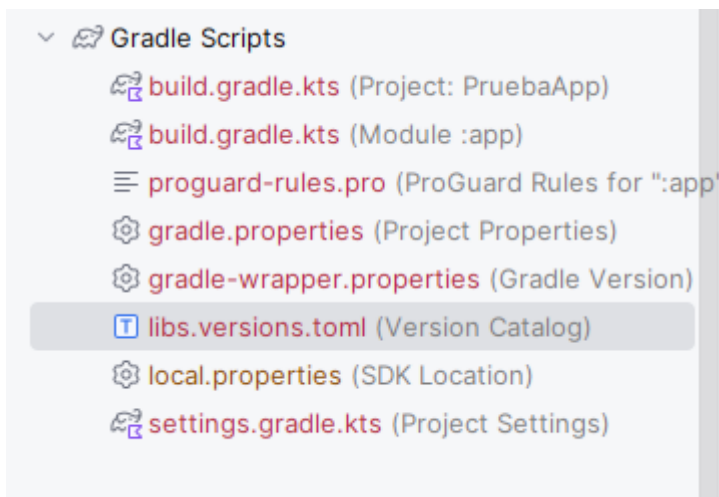 Gradle Scripts
build.gradle.kts (Project: PruebaApp)
build.gradle.kts (Module :app)
proguard-rules.pro (ProGuard Rules for ":app"
gradle.properties (Project Properties)
gradle-wrapper.properties (Gradle Version)
libs.versions.toml (Version Catalog)
local.properties (SDK Location)
settings.gradle.kts (Project Settings)